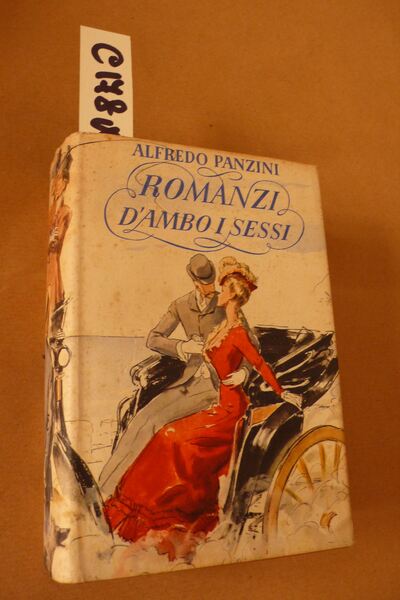 ALFREDO PANZINI
ROMANZI
D'AMBO I SESSI